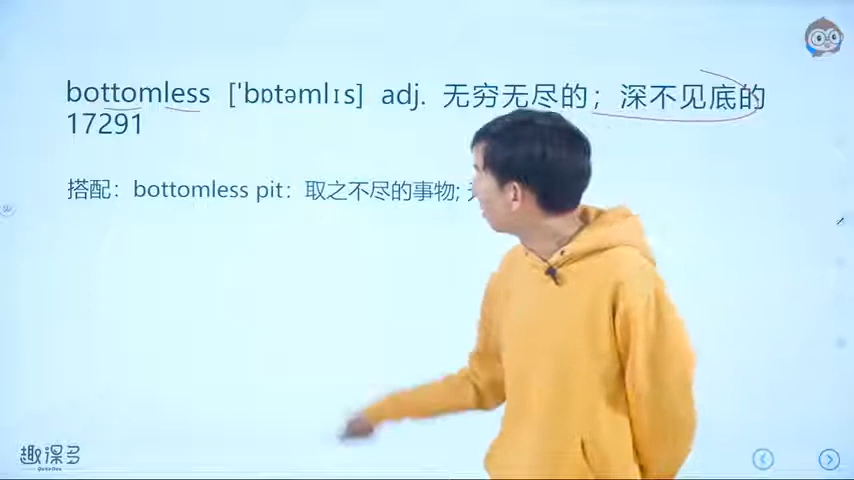 bottomless ['bɒtəmlɪs] adj. 无穷无尽的；深不见底的
17291
搭配：bottomless pit：取之不尽的事物;
趣课多
QuKeDuo